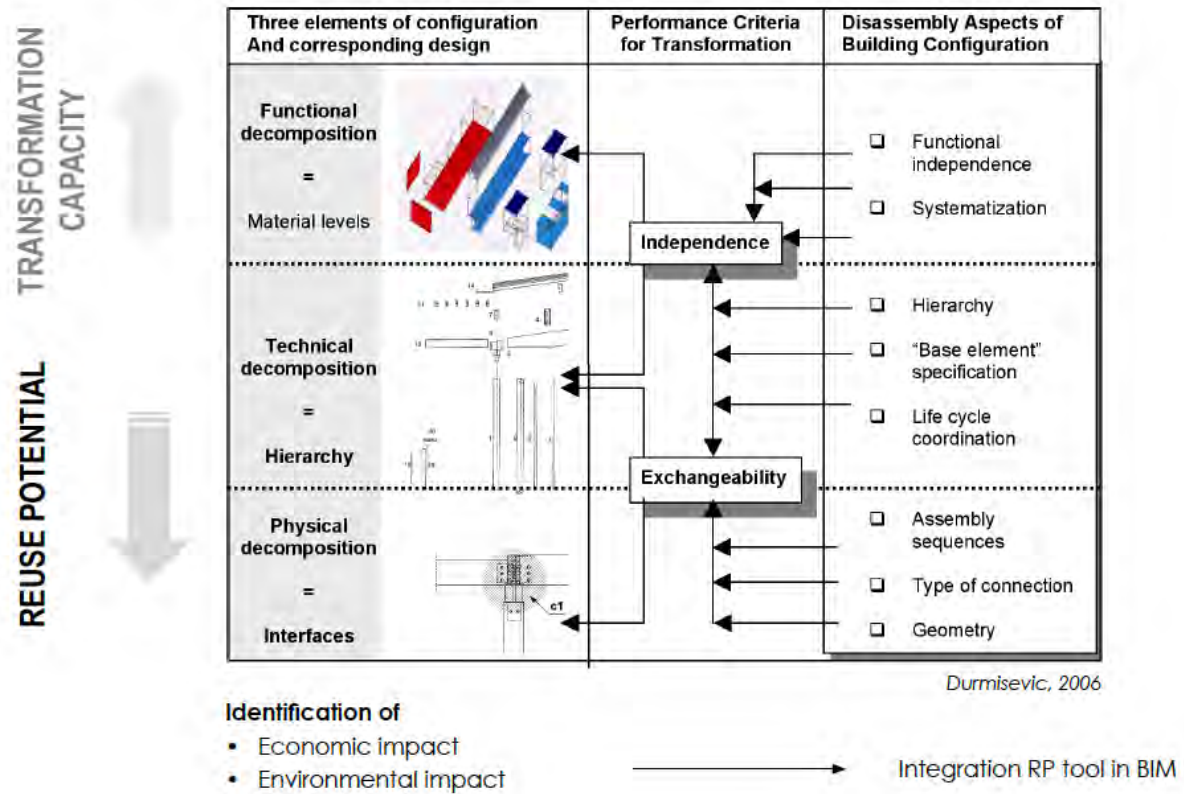 TRANSFORMATION
CAPACITY
REUSE POTENTIAL
Three elements of configuration
And corresponding design
Performance Criteria
for Transformation
Disassembly Aspects of
Building Configuration
Functional
decomposition
=
Material levels
Independence
Functional
independence
Systematization
Technical
decomposition
=
Hierarchy
Exchangeability
Hierarchy
"Base element"
specification
Life cycle
coordination
Physical
decomposition
=
Interfaces
c1
Assembly
sequences
Type of connection
Geometry
Durmisevic, 2006
Identification of
• Economic impact
• Environmental impact
Integration RP tool in BIM